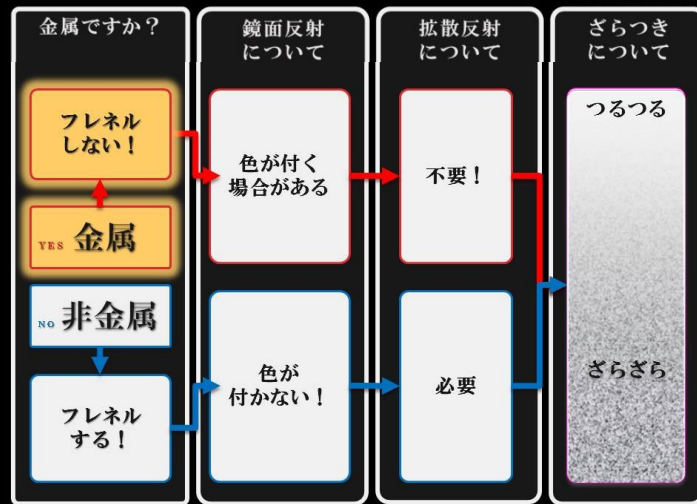 金属ですか？
フレネル
しない！
YES 金属
NO 非金属
フレネル
する！
鏡面反射
について
色が付く
場合がある
色が
付かない！
拡散反射
について
不要！
必要
ざらつき
について
つるつる
ざらざら